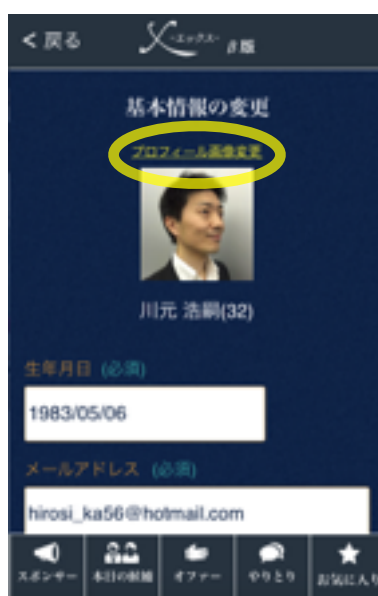 < 戻る
-エックス- β版
基本情報の変更
プロフィール画像変更
川元 浩嗣(32)
生年月日 (必須)
1983/05/06
メールアドレス (必須)
hirosi_ka56@hotmail.com
スポンサー 本日の候補 オファー やりとり お気に入り